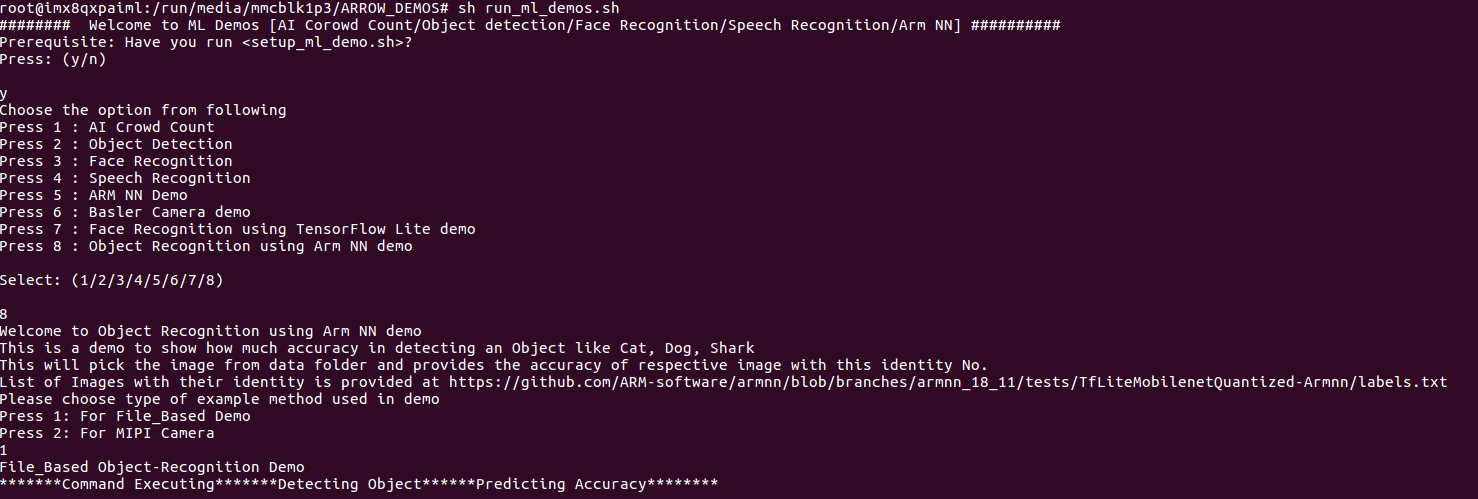 root@imx8qxpaiml:/run/media/mmcblk1p3/ARROW_DEMOS# sh run_ml_demos.sh
########  Welcome to ML Demos [AI Corowd Count/Object detection/Face Recognition/Speech Recognition/Arm NN] ##########
Prerequisite: Have you run <setup_ml_demo.sh>?
Press: (y/n)
y
Choose the option from following
Press 1 : AI Crowd Count
Press 2 : Object Detection
Press 3 : Face Recognition
Press 4 : Speech Recognition
Press 5 : ARM NN Demo
Press 6 : Basler Camera demo
Press 7 : Face Recognition using TensorFlow Lite demo
Press 8 : Object Recognition using Arm NN demo
Select: (1/2/3/4/5/6/7/8)
8
Welcome to Object Recognition using Arm NN demo
This is a demo to show how much accuracy in detecting an Object like Cat, Dog, Shark
This will pick the image from data folder and provides the accuracy of respective image with this identity No.
List of Images with their identity is provided at https://github.com/ARM-software/armnn/blob/branches/armnn_18_11/tests/TfLiteMobilenetQuantized-Armnn/labels.txt
Please choose type of example method used in demo
Press 1: For File_Based Demo
Press 2: For MIPI Camera
1
File_Based Object-Recognition Demo
*******Command Executing*******Detecting Object******Predicting Accuracy********